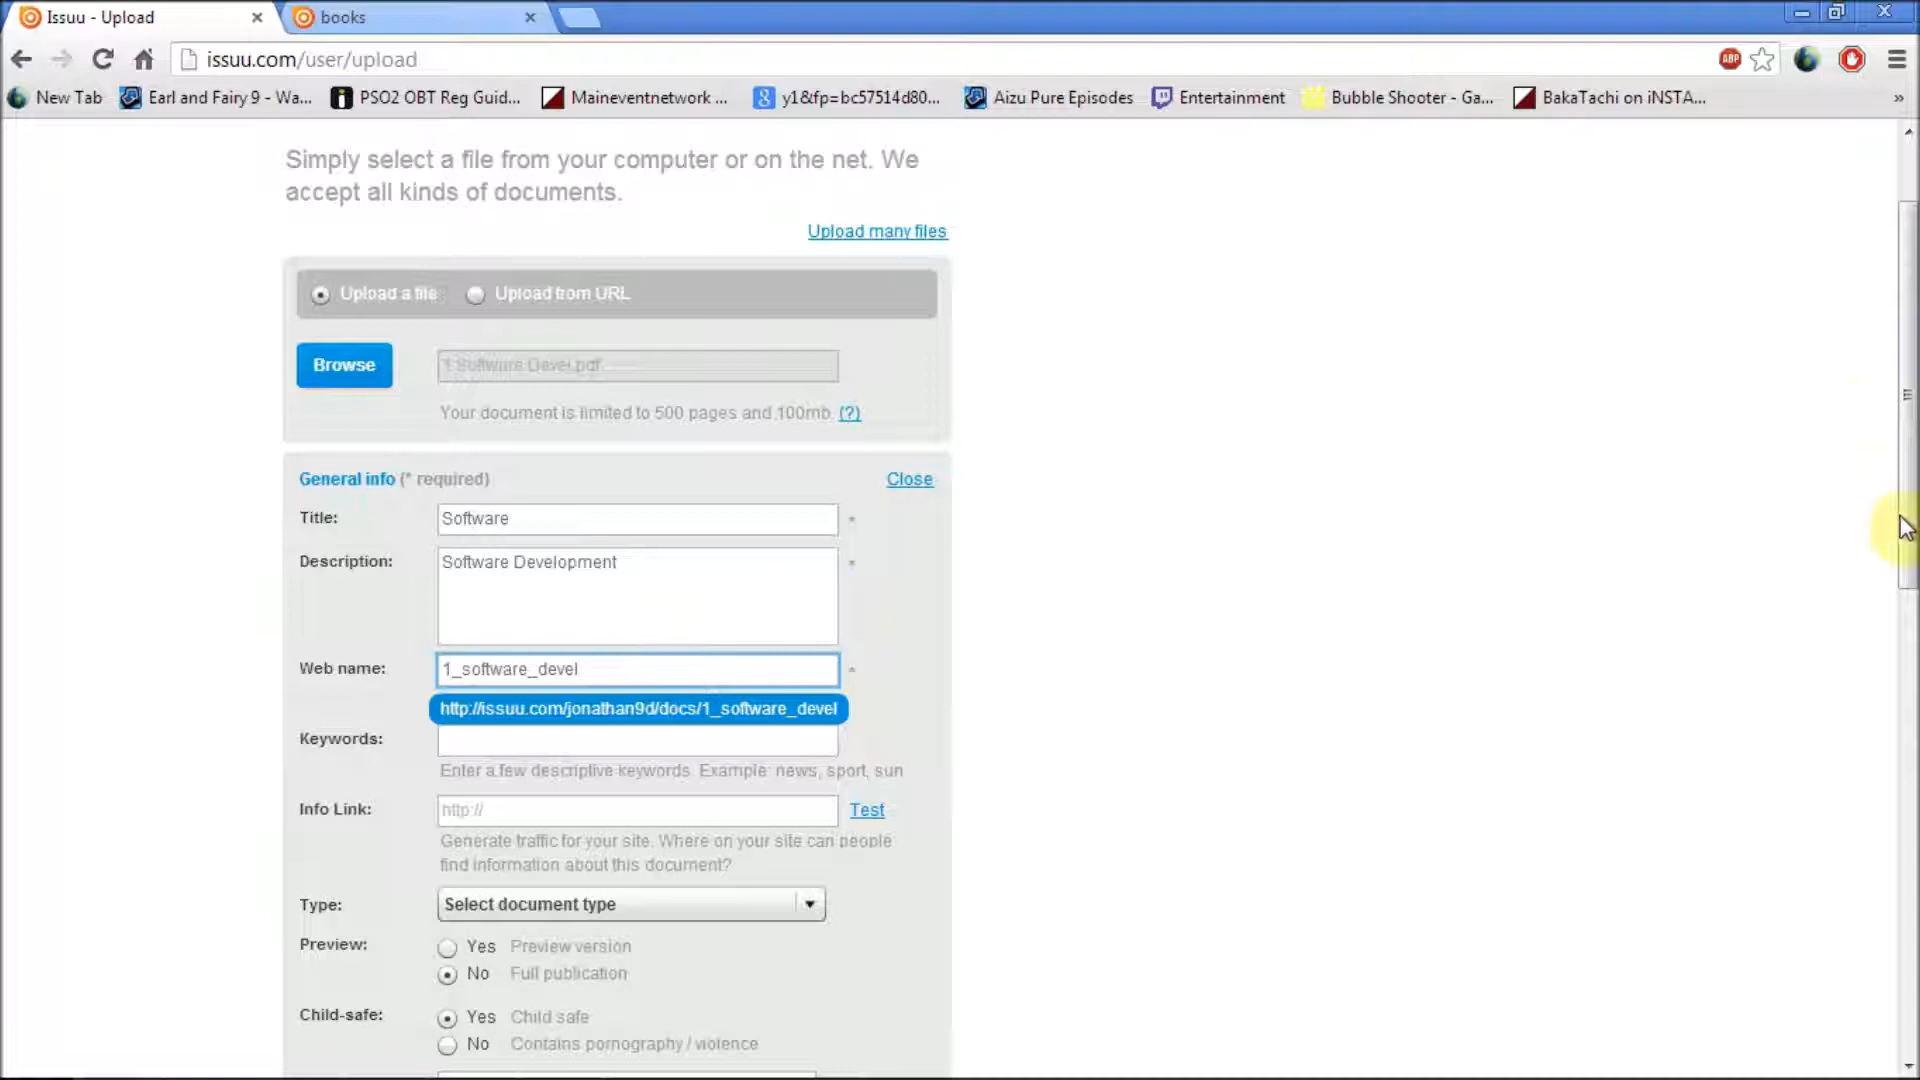 Issuu - Upload
books
issuu.com/user/upload
ABP
New Tab
Earl and Fairy 9 - Wa...
PSO2 OBT Reg Guid...
Maineventnetwork ...
y1&fp=bc57514d80...
Aizu Pure Episodes
Entertainment
Bubble Shooter - Ga...
BakaTachi on iNSTA...
Simply select a file from your computer or on the net. We
accept all kinds of documents.
Upload many files
Upload a file
Upload from URL
Browse
1 Software Devel.pdf
Your document is limited to 500 pages and 100mb. (?)
General info (* required)
Close
Title:
Software
*
Description:
Software Development
*
Web name:
1_software_devel
*
http://issuu.com/jonathan9d/docs/1_software_devel
Keywords:
Enter a few descriptive keywords. Example: news, sport, sun
Info Link:
http://
Test
Generate traffic for your site. Where on your site can people
find information about this document?
Type:
Select document type
Preview:
Yes Preview version
No Full publication
Child-safe:
Yes Child safe
No Contains pornography / violence